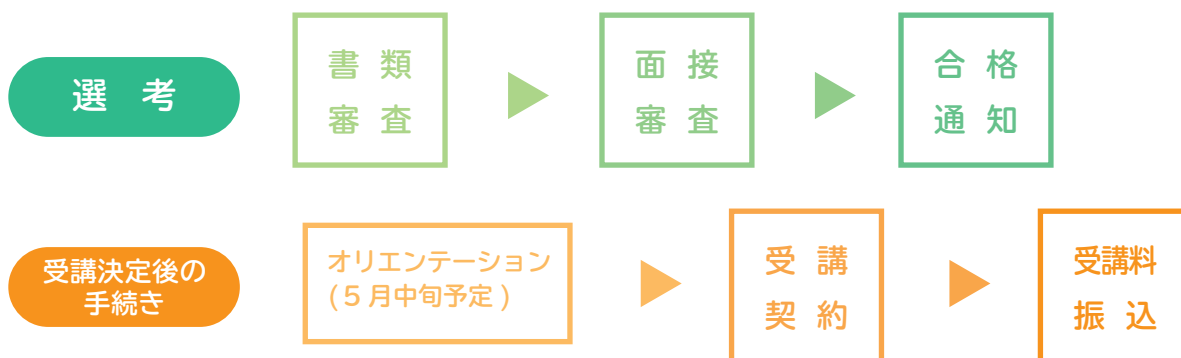 選 考
書 類
審 査
面 接
審 査
合 格
通 知
受講決定後の
手続き
オリエンテーション
(5月中旬予定)
受 講
契 約
受講料
振 込